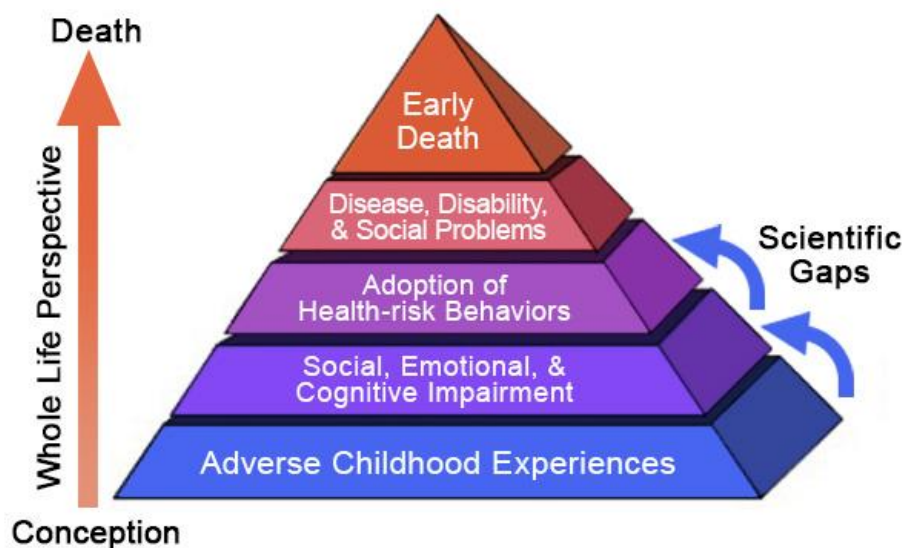 Death
Whole Life Perspective
Conception
Early
Death
Disease, Disability,
& Social Problems
Adoption of
Health-risk Behaviors
Social, Emotional, &
Cognitive Impairment
Adverse Childhood Experiences
Scientific
Gaps